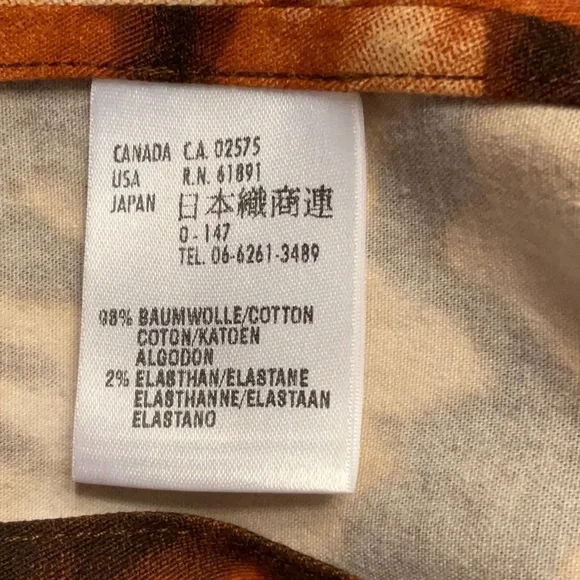 CANADA C.A. 02575
USA R.N. 61891
JAPAN 日本織商連
0-147
TEL. 06-6261-3489
98% BAUMWOLLE/COTTON
COTON/KATOEN
ALGODON
2% ELASTHAN/ELASTANE
ELASTHANNE/ELASTAAN
ELASTANO